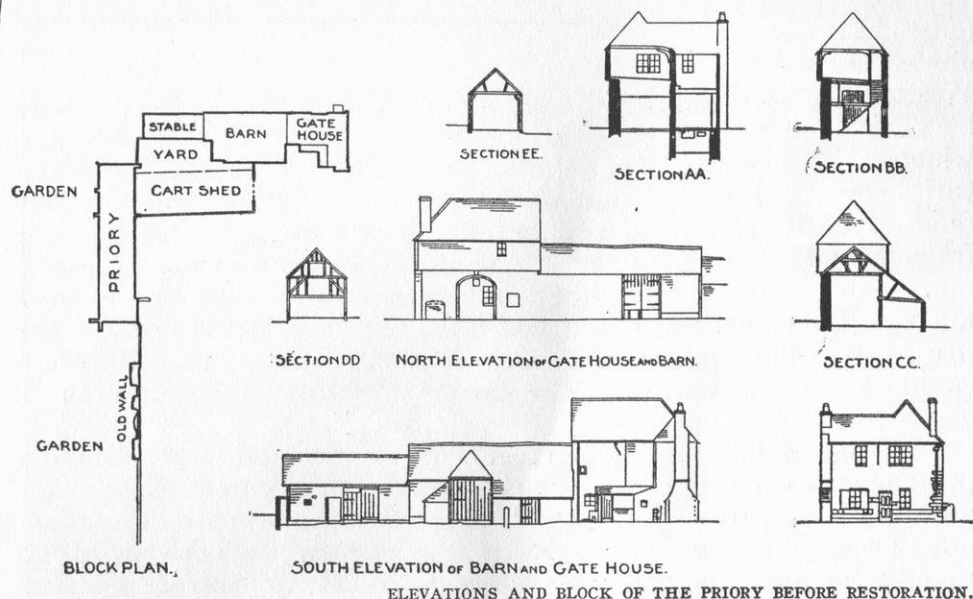 STABLE
BARN
GATE
HOUSE
YARD
GARDEN
CART SHED
PRIORY
OLD WALL
GARDEN
BLOCK PLAN.
SECTION EE.
SECTION AA.
SECTION BB.
SECTION DD
NORTH ELEVATION OF GATE HOUSE AND BARN.
SECTION CC.
SOUTH ELEVATION OF BARN AND GATE HOUSE.
ELEVATIONS AND BLOCK OF THE PRIORY BEFORE RESTORATION.